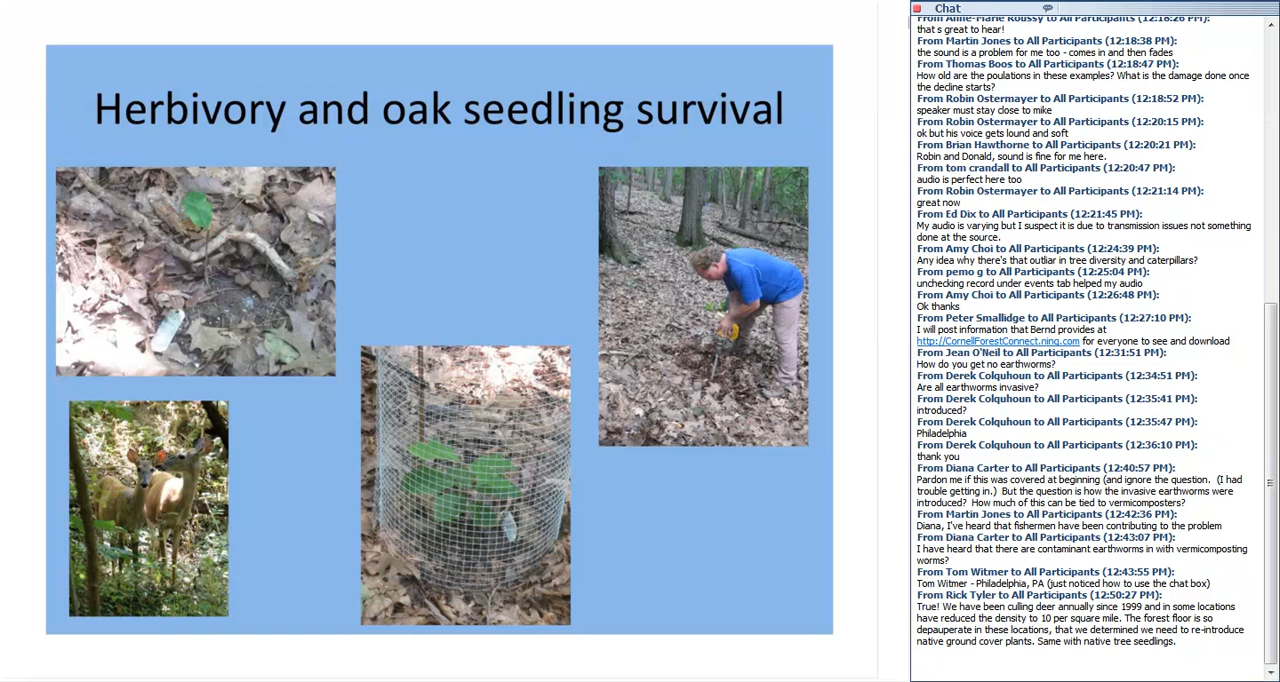 Herbivory and oak seedling survival
Chat
From Anne-Marie Roussy to All Participants (12:18:26 PM):
that s great to hear!
From Martin Jones to All Participants (12:18:38 PM):
the sound is a problem for me too - comes in and then fades
From Thomas Boos to All Participants (12:18:47 PM):
How old are the poulations in these examples? What is the damage done once
the decline starts?
From Robin Ostermayer to All Participants (12:18:52 PM):
speaker must stay close to mike
From Robin Ostermayer to All Participants (12:20:15 PM):
ok but his voice gets lound and soft
From Brian Hawthorne to All Participants (12:20:21 PM):
Robin and Donald, sound is fine for me here.
From tom crandall to All Participants (12:20:47 PM):
audio is perfect here too
From Robin Ostermayer to All Participants (12:21:14 PM):
great now
From Ed Dix to All Participants (12:21:45 PM):
My audio is varying but I suspect it is due to transmission issues not something
done at the source.
From Amy Choi to All Participants (12:24:39 PM):
Any idea why there's that outliar in tree diversity and caterpillars?
From pemo g to All Participants (12:25:04 PM):
unchecking record under events tab helped my audio
From Amy Choi to All Participants (12:26:48 PM):
Ok thanks
From Peter Smallidge to All Participants (12:27:10 PM):
I will post information that Bernd provides at
http://CornellForestConnect.ning.com for everyone to see and download
From Jean O'Neil to All Participants (12:31:51 PM):
How do you get no earthworms?
From Derek Colquhoun to All Participants (12:34:51 PM):
Are all earthworms invasive?
From Derek Colquhoun to All Participants (12:35:41 PM):
introduced?
From Derek Colquhoun to All Participants (12:35:47 PM):
Philadelphia
From Derek Colquhoun to All Participants (12:36:10 PM):
thank you
From Diana Carter to All Participants (12:40:57 PM):
Pardon me if this was covered at beginning (and ignore the question. (I had
trouble getting in.) But the question is how the invasive earthworms were
introduced? How much of this can be tied to vermicomposters?
From Martin Jones to All Participants (12:42:36 PM):
Diana, I've heard that fishermen have been contributing to the problem
From Diana Carter to All Participants (12:43:07 PM):
I have heard that there are contaminant earthworms in with vermicomposting
worms?
From Tom Witmer to All Participants (12:43:55 PM):
Tom Witmer - Philadelphia, PA (just noticed how to use the chat box)
From Rick Tyler to All Participants (12:50:27 PM):
True! We have been culling deer annually since 1999 and in some locations
have reduced the density to 10 per square mile. The forest floor is so
depauperate in these locations, that we determined we need to re-introduce
native ground cover plants. Same with native tree seedlings.